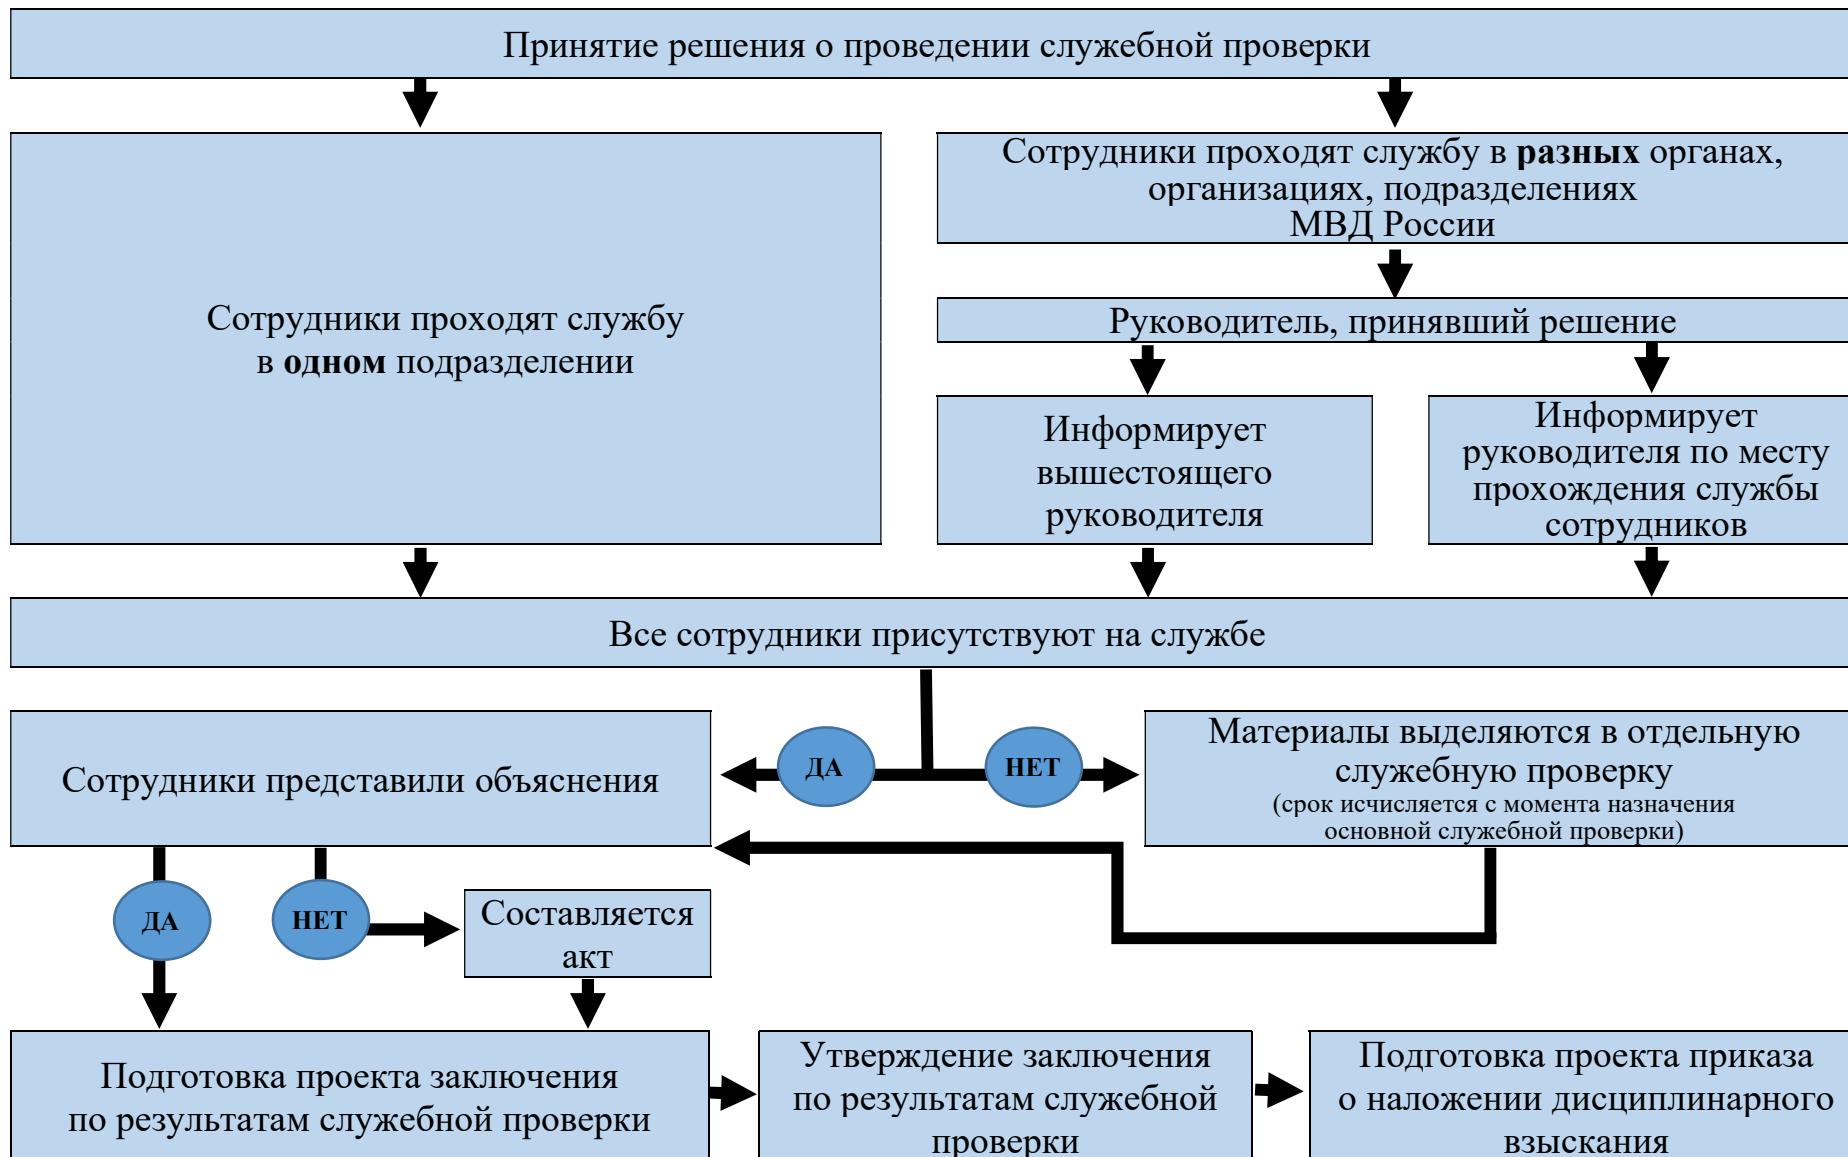 Принятие решения о проведении служебной проверки
Сотрудники проходят службу
в одном подразделении
Сотрудники проходят службу в разных органах,
организациях, подразделениях
МВД России
Руководитель, принявший решение
Информирует
вышестоящего
руководителя
Информирует
руководителя по месту
прохождения службы
сотрудников
Все сотрудники присутствуют на службе
Сотрудники представили объяснения
ДА
НЕТ
Материалы выделяются в отдельную
служебную проверку
(срок исчисляется с момента назначения
основной служебной проверки)
ДА
НЕТ
Составляется
акт
Подготовка проекта заключения
по результатам служебной проверки
Утверждение заключения
по результатам служебной
проверки
Подготовка проекта приказа
о наложении дисциплинарного
взыскания